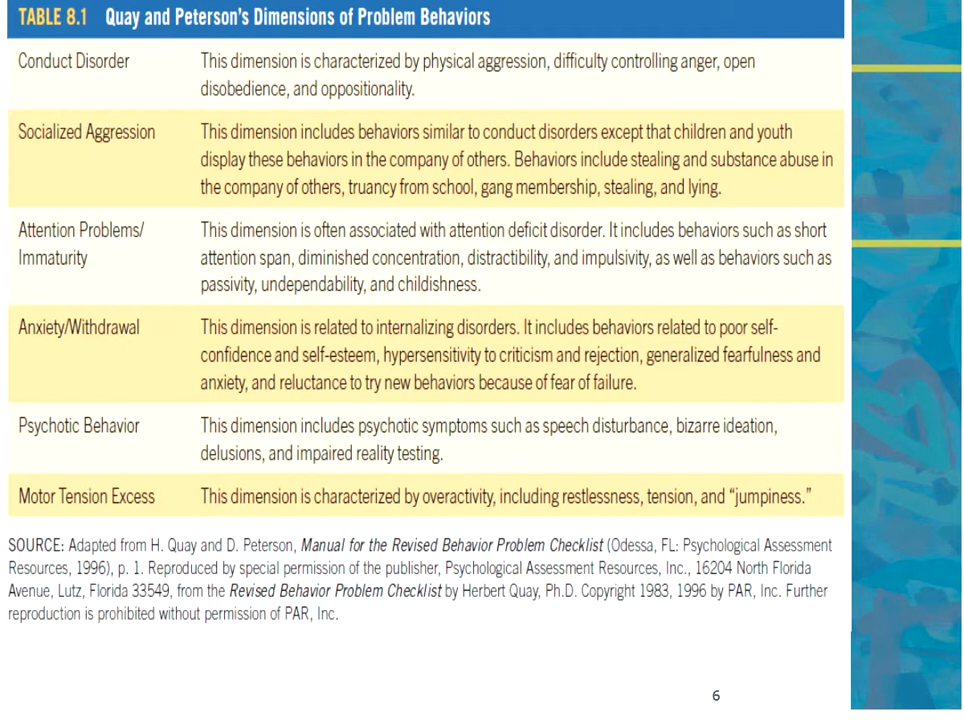 TABLE 8.1 Quay and Peterson's Dimensions of Problem Behaviors
Conduct Disorder This dimension is characterized by physical aggression, difficulty controlling anger, open
disobedience, and oppositionality.
Socialized Aggression This dimension includes behaviors similar to conduct disorders except that children and youth
display these behaviors in the company of others. Behaviors include stealing and substance abuse in
the company of others, truancy from school, gang membership, stealing, and lying.
Attention Problems/ This dimension is often associated with attention deficit disorder. It includes behaviors such as short
Immaturity attention span, diminished concentration, distractibility, and impulsivity, as well as behaviors such as
passivity, undependability, and childishness.
Anxiety/Withdrawal This dimension is related to internalizing disorders. It includes behaviors related to poor self-
confidence and self-esteem, hypersensitivity to criticism and rejection, generalized fearfulness and
anxiety, and reluctance to try new behaviors because of fear of failure.
Psychotic Behavior This dimension includes psychotic symptoms such as speech disturbance, bizarre ideation,
delusions, and impaired reality testing.
Motor Tension Excess This dimension is characterized by overactivity, including restlessness, tension, and “jumpiness.”
SOURCE: Adapted from H. Quay and D. Peterson, Manual for the Revised Behavior Problem Checklist (Odessa, FL: Psychological Assessment
Resources, 1996), p. 1. Reproduced by special permission of the publisher, Psychological Assessment Resources, Inc., 16204 North Florida
Avenue, Lutz, Florida 33549, from the Revised Behavior Problem Checklist by Herbert Quay, Ph.D. Copyright 1983, 1996 by PAR, Inc. Further
reproduction is prohibited without permission of PAR, Inc.
6